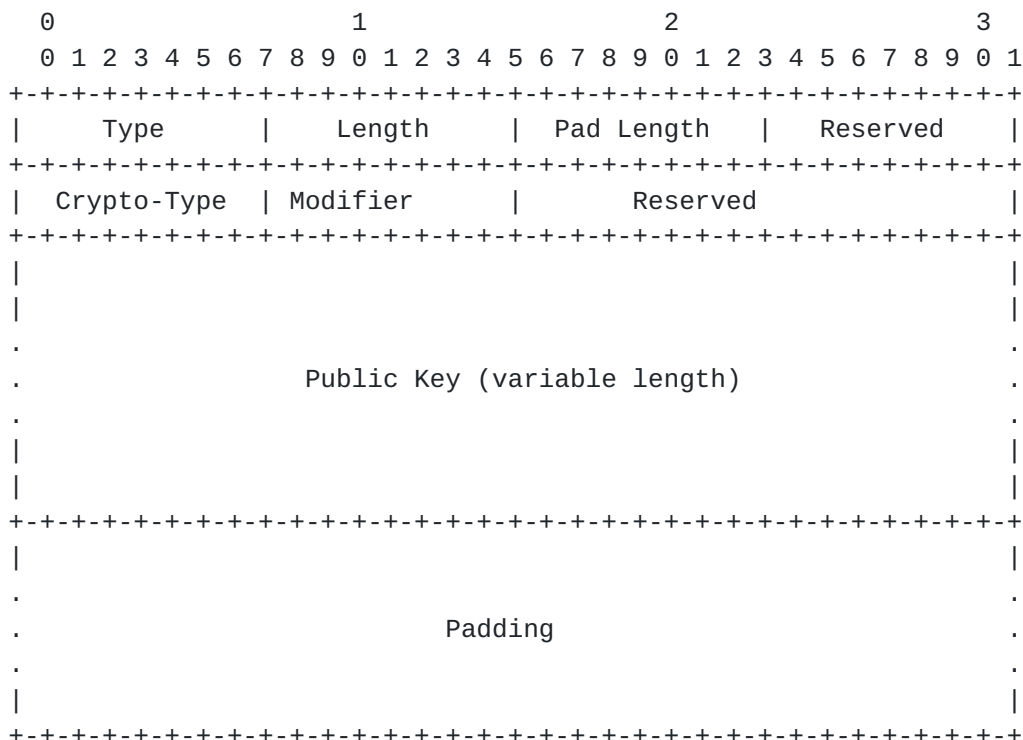 0                   1                   2                   3
 0 1 2 3 4 5 6 7 8 9 0 1 2 3 4 5 6 7 8 9 0 1 2 3 4 5 6 7 8 9 0 1
+-+-+-+-+-+-+-+-+-+-+-+-+-+-+-+-+-+-+-+-+-+-+-+-+-+-+-+-+-+-+-+-+
|     Type      |    Length     |  Pad Length   |   Reserved    |
+-+-+-+-+-+-+-+-+-+-+-+-+-+-+-+-+-+-+-+-+-+-+-+-+-+-+-+-+-+-+-+-+
|  Crypto-Type  | Modifier      |       Reserved                |
+-+-+-+-+-+-+-+-+-+-+-+-+-+-+-+-+-+-+-+-+-+-+-+-+-+-+-+-+-+-+-+-+
|                                                               |
|                                                               |
.                                                               .
.                  Public Key (variable length)                 .
.                                                               .
|                                                               |
|                                                               |
+-+-+-+-+-+-+-+-+-+-+-+-+-+-+-+-+-+-+-+-+-+-+-+-+-+-+-+-+-+-+-+-+
|                                                               |
.                                                               .
.                           Padding                             .
.                                                               .
|                                                               |
+-+-+-+-+-+-+-+-+-+-+-+-+-+-+-+-+-+-+-+-+-+-+-+-+-+-+-+-+-+-+-+-+